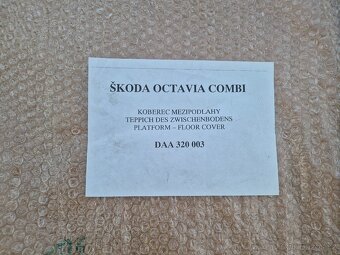 ŠKODA OCTAVIA COMBI
KOBEREC MEZIPODLAHY
TEPPICH DES ZWISCHENBODENS
PLATFORM – FLOOR COVER
DAA 320 003